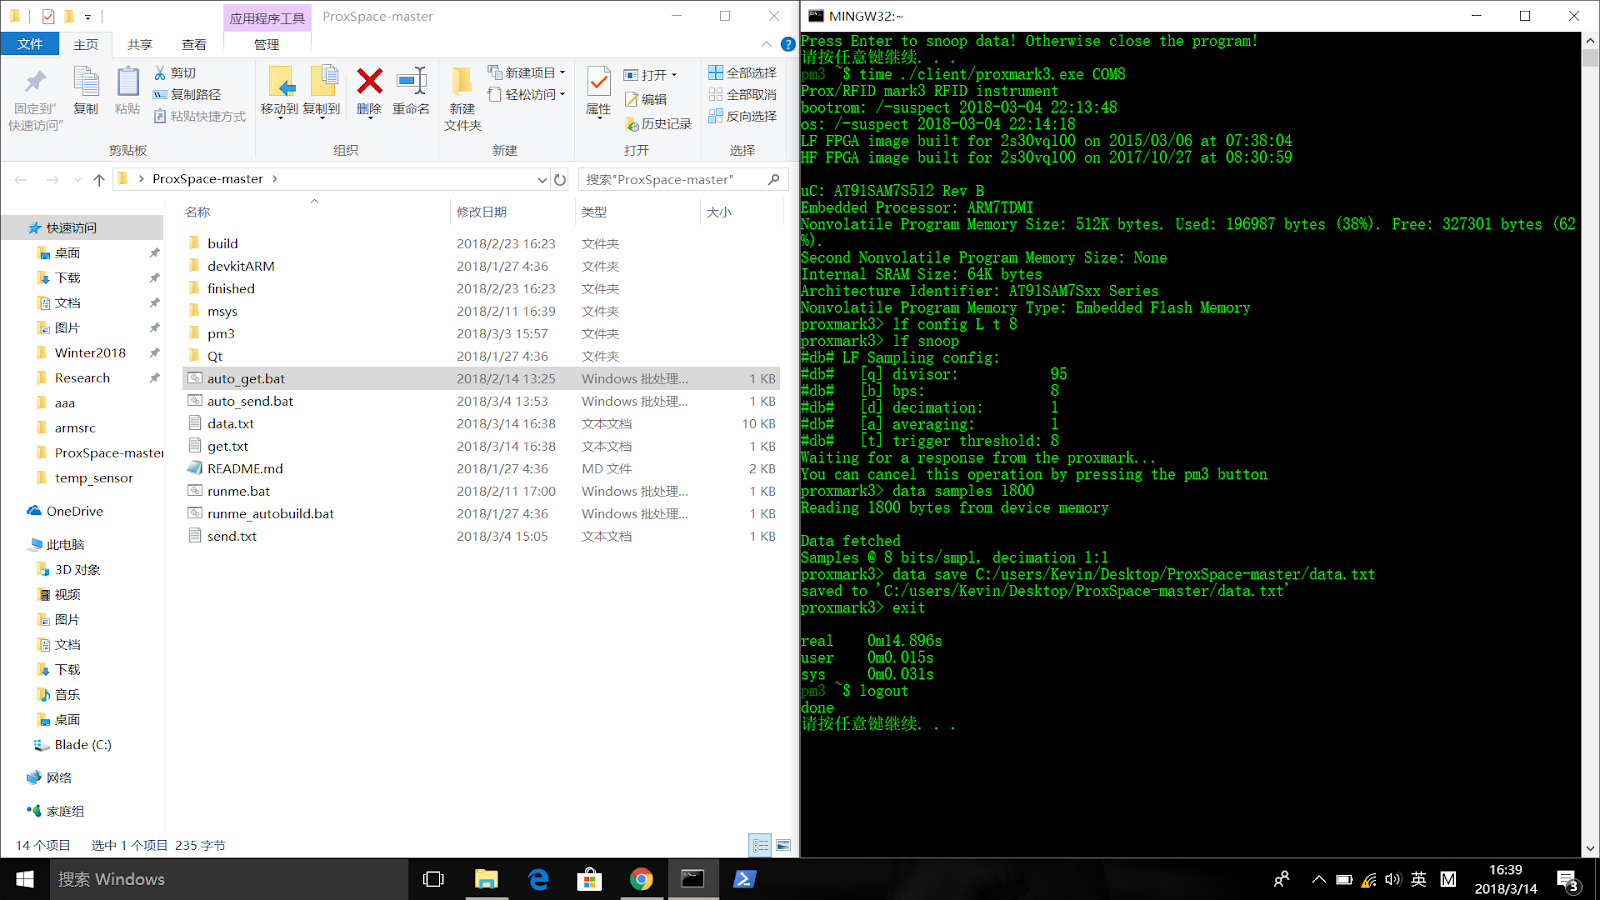 应用程序工具 ProxSpace-master
文件 主页 共享 查看 管理
固定到"快速访问"
复制
粘贴
剪切
复制路径
粘贴快捷方式
剪贴板
移动到 复制到 删除 重命名
组织
新建文件夹
新建项目
轻松访问
新建
属性
打开
编辑
历史记录
打开
全部选择
全部取消
反向选择
选择
ProxSpace-master
搜索"ProxSpace-master"
名称 修改日期 类型 大小
快速访问
桌面
下载
文档
图片
Winter2018
Research
aaa
armsrc
ProxSpace-master
temp_sensor
OneDrive
此电脑
3D 对象
视频
图片
文档
下载
音乐
桌面
Blade (C:)
网络
家庭组
build 2018/2/23 16:23 文件夹
devkitARM 2018/1/27 4:36 文件夹
finished 2018/2/23 16:23 文件夹
msys 2018/2/11 16:39 文件夹
pm3 2018/3/3 15:57 文件夹
Qt 2018/1/27 4:36 文件夹
auto_get.bat 2018/2/14 13:25 Windows 批处理... 1 KB
auto_send.bat 2018/3/4 13:53 Windows 批处理... 1 KB
data.txt 2018/3/14 16:38 文本文档 10 KB
get.txt 2018/3/14 16:38 文本文档 1 KB
README.md 2018/1/27 4:36 MD 文件 2 KB
runme.bat 2018/2/11 17:00 Windows 批处理... 1 KB
runme_autobuild.bat 2018/1/27 4:36 Windows 批处理... 1 KB
send.txt 2018/3/4 15:05 文本文档 1 KB
14 个项目 选中 1 个项目 235 字节
MINGW32:~
Press Enter to snoop data! Otherwise close the program!
请按任意键继续. . .
pm3 ~$ time ./client/proxmark3.exe COM8
Prox/RFID mark3 RFID instrument
bootrom: /-suspect 2018-03-04 22:13:48
os: /-suspect 2018-03-04 22:14:18
LF FPGA image built for 2s30vq100 on 2015/03/06 at 07:38:04
HF FPGA image built for 2s30vq100 on 2017/10/27 at 08:30:59
uC: AT91SAM7S512 Rev B
Embedded Processor: ARM7TDMI
Nonvolatile Program Memory Size: 512K bytes. Used: 196987 bytes (38%). Free: 327301 bytes (62
%).
Second Nonvolatile Program Memory Size: None
Internal SRAM Size: 64K bytes
Architecture Identifier: AT91SAM7Sxx Series
Nonvolatile Program Memory Type: Embedded Flash Memory
proxmark3> lf config L t 8
proxmark3> lf snoop
#db# LF Sampling config:
#db#   [q] divisor:           95
#db#   [b] bps:               8
#db#   [d] decimation:        1
#db#   [a] averaging:         1
#db#   [t] trigger threshold: 8
Waiting for a response from the proxmark...
You can cancel this operation by pressing the pm3 button
proxmark3> data samples 1800
Reading 1800 bytes from device memory
Data fetched
Samples @ 8 bits/smpl, decimation 1:1
proxmark3> data save C:/users/Kevin/Desktop/ProxSpace-master/data.txt
saved to 'C:/users/Kevin/Desktop/ProxSpace-master/data.txt'
proxmark3> exit
real    0m14.896s
user    0m0.015s
sys     0m0.031s
pm3 ~$ logout
done
请按任意键继续. . .
搜索 Windows
英 M
16:39
2018/3/14
3